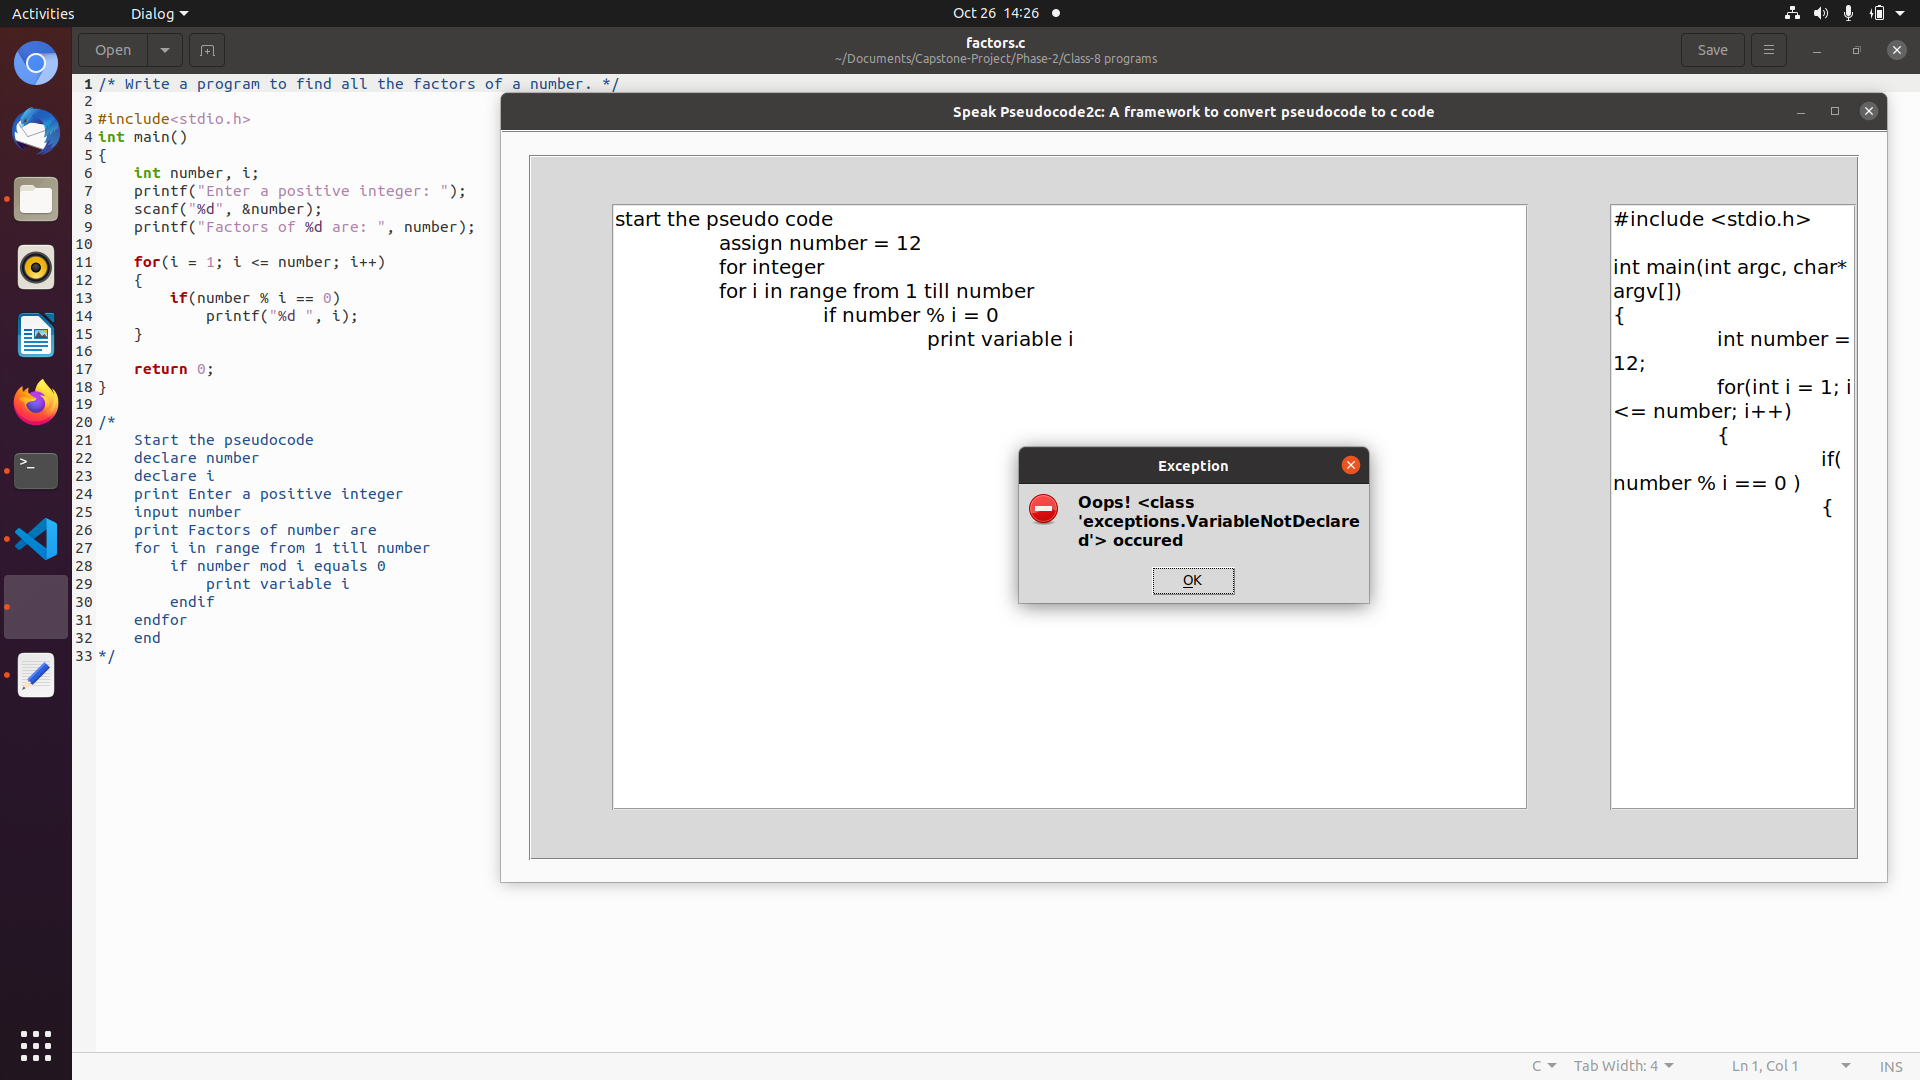 Activities
Dialog
Oct 26 14:26
Open
factors.c
~/Documents/Capstone-Project/Phase-2/Class-8 programs
Save
1 /* Write a program to find all the factors of a number. */
2
3 #include<stdio.h>
4 int main()
5 {
6     int number, i;
7     printf("Enter a positive integer: ");
8     scanf("%d", &number);
9     printf("Factors of %d are: ", number);
10
11     for(i = 1; i <= number; i++)
12     {
13         if(number % i == 0)
14             printf("%d ", i);
15     }
16
17     return 0;
18 }
19
20 /*
21     Start the pseudocode
22     declare number
23     declare i
24     print Enter a positive integer
25     input number
26     print Factors of number are
27     for i in range from 1 till number
28         if number mod i equals 0
29             print variable i
30         endif
31     endfor
32     end
33 */
Speak Pseudocode2c: A framework to convert pseudocode to c code
start the pseudo code
assign number = 12
for integer
for i in range from 1 till number
if number % i = 0
print variable i
#include <stdio.h>
int main(int argc, char*
argv[])
{
int number =
12;
for(int i = 1; i
<= number; i++)
{
if(
number % i == 0 )
{
Exception
Oops! <class
'exceptions.VariableNotDeclare
d'> occured
OK
C
Tab Width: 4
Ln 1, Col 1
INS